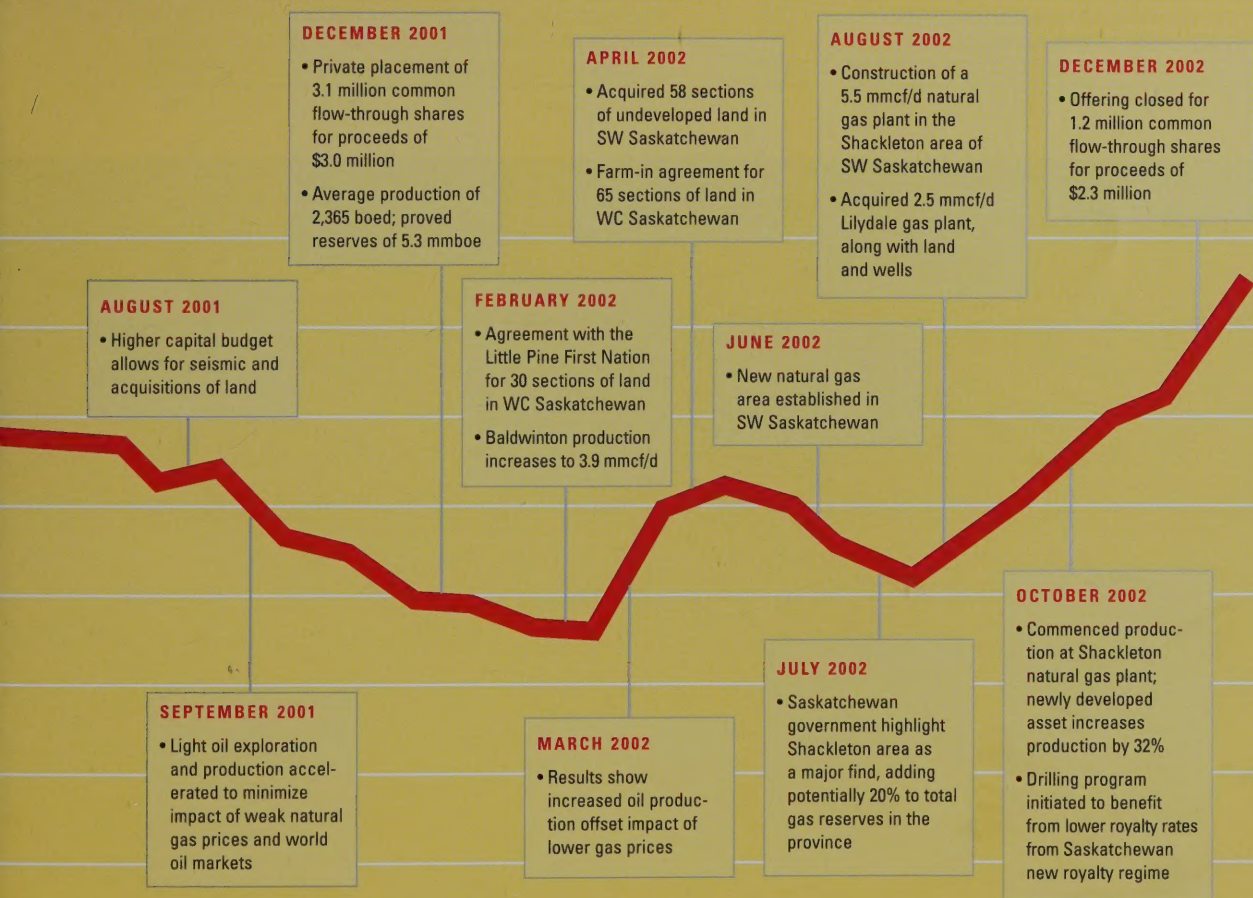 DECEMBER 2001
• Private placement of
3.1 million common
flow-through shares
for proceeds of
$3.0 million
• Average production of
2,365 boed; proved
reserves of 5.3 mmboe
APRIL 2002
• Acquired 58 sections
of undeveloped land in
SW Saskatchewan
• Farm-in agreement for
65 sections of land in
WC Saskatchewan
AUGUST 2002
• Construction of a
5.5 mmcf/d natural
gas plant in the
Shackleton area of
SW Saskatchewan
• Acquired 2.5 mmcf/d
Lilydale gas plant,
along with land
and wells
DECEMBER 2002
• Offering closed for
1.2 million common
flow-through shares
for proceeds of
$2.3 million
AUGUST 2001
• Higher capital budget
allows for seismic and
acquisitions of land
FEBRUARY 2002
• Agreement with the
Little Pine First Nation
for 30 sections of land
in WC Saskatchewan
• Baldwinton production
increases to 3.9 mmcf/d
JUNE 2002
• New natural gas
area established in
SW Saskatchewan
SEPTEMBER 2001
• Light oil exploration
and production accel-
erated to minimize
impact of weak natural
gas prices and world
oil markets
MARCH 2002
• Results show
increased oil produc-
tion offset impact of
lower gas prices
JULY 2002
• Saskatchewan
government highlight
Shackleton area as
a major find, adding
potentially 20% to total
gas reserves in the
province
OCTOBER 2002
• Commenced produc-
tion at Shackleton
natural gas plant;
newly developed
asset increases
production by 32%
• Drilling program
initiated to benefit
from lower royalty rates
from Saskatchewan
new royalty regime